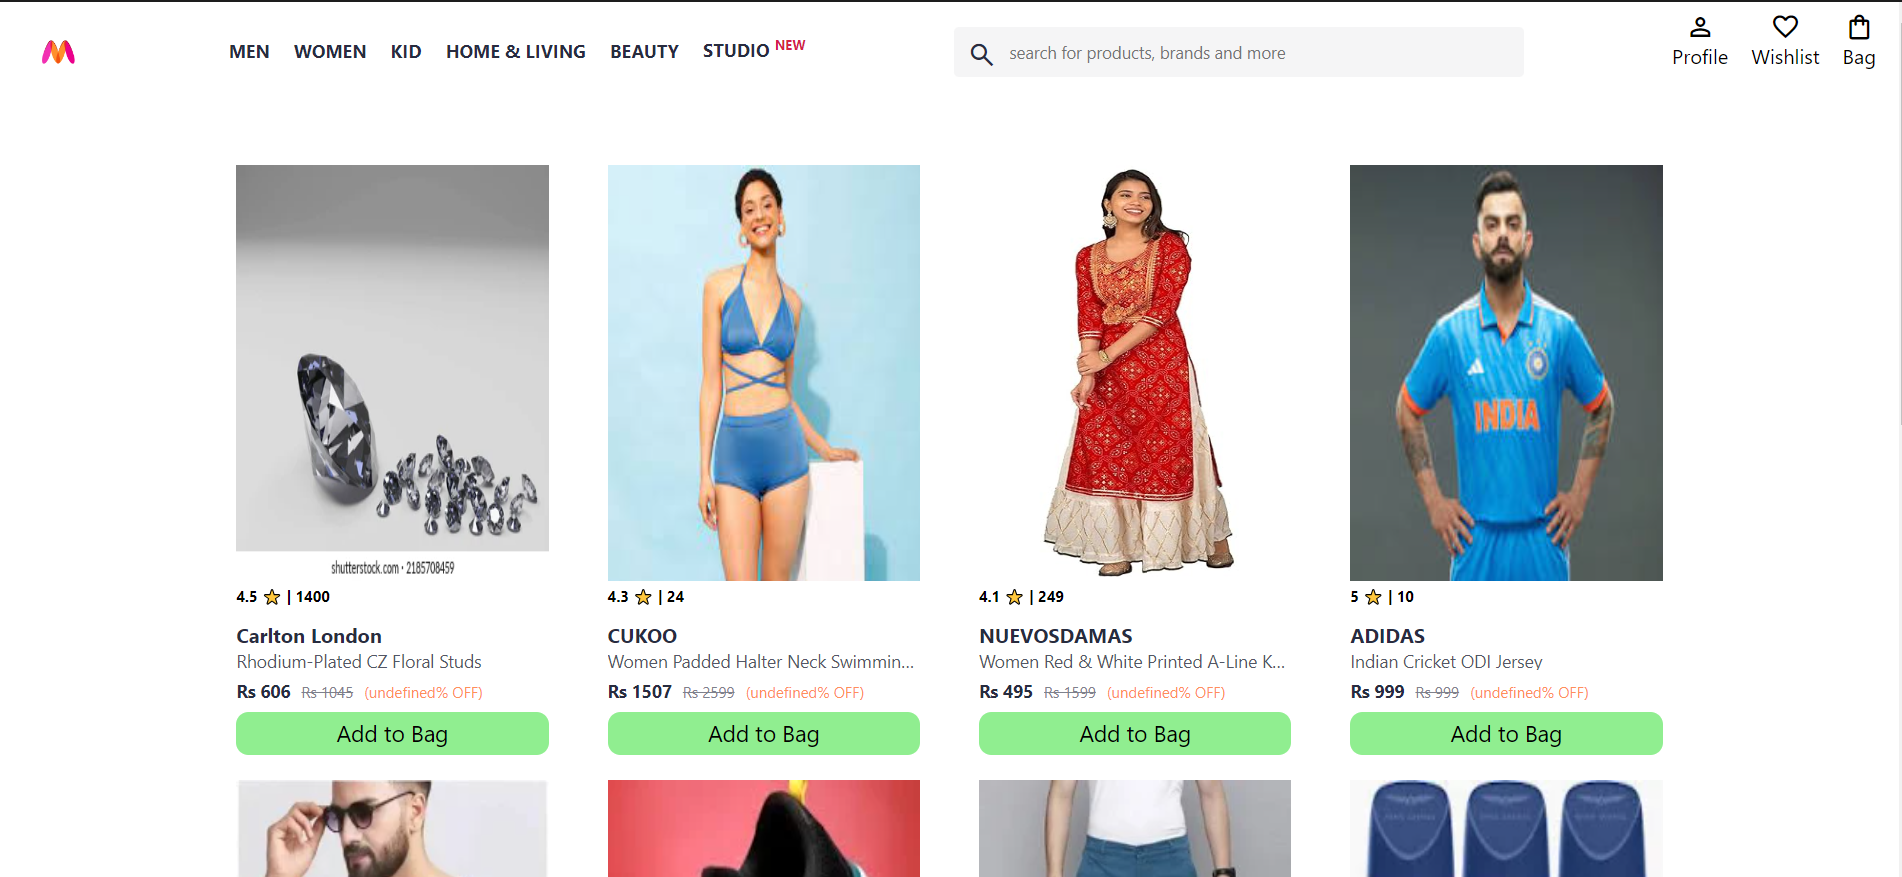 MEN WOMEN KID HOME & LIVING BEAUTY STUDIO NEW
search for products, brands and more
Profile Wishlist Bag
INDIA
shutterstock.com · 2185708459
4.5 | 1400
Carlton London
Rhodium-Plated CZ Floral Studs
Rs 606 Rs 1045 (undefined% OFF)
Add to Bag
4.3 | 24
CUKOO
Women Padded Halter Neck Swimmin...
Rs 1507 Rs 2599 (undefined% OFF)
Add to Bag
4.1 | 249
NUEVOSDAMAS
Women Red & White Printed A-Line K...
Rs 495 Rs 1599 (undefined% OFF)
Add to Bag
5 | 10
ADIDAS
Indian Cricket ODI Jersey
Rs 999 Rs 999 (undefined% OFF)
Add to Bag